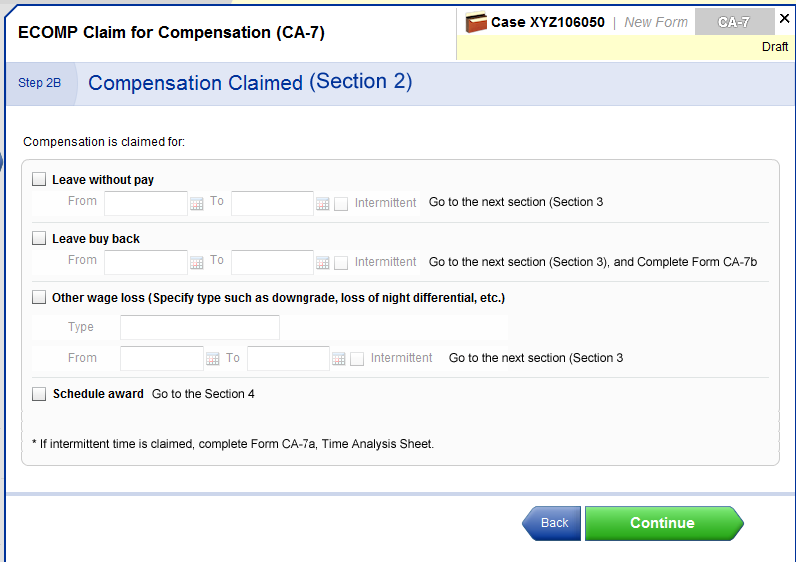 ECOMP Claim for Compensation (CA-7)
Case XYZ106050 | New Form CA-7
Draft
Step 2B Compensation Claimed (Section 2)
Compensation is claimed for:
Leave without pay
From To Intermittent Go to the next section (Section 3
Leave buy back
From To Intermittent Go to the next section (Section 3), and Complete Form CA-7b
Other wage loss (Specify type such as downgrade, loss of night differential, etc.)
Type
From To Intermittent Go to the next section (Section 3
Schedule award Go to the Section 4
* If intermittent time is claimed, complete Form CA-7a, Time Analysis Sheet.
Back Continue